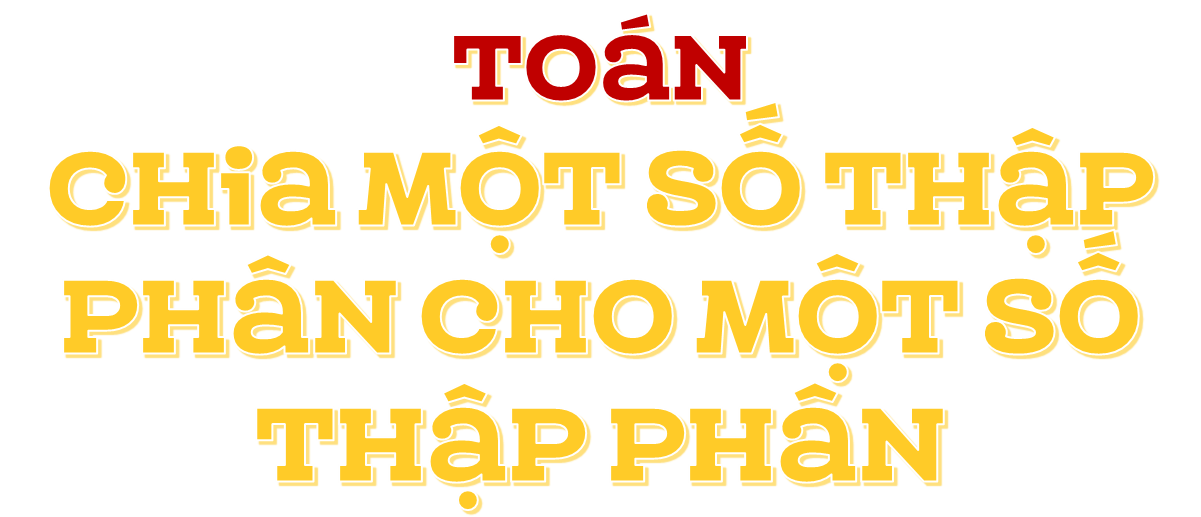 TOÁN
CHIA MỘT SỐ THẬP
PHÂN CHO MỘT SỐ
THẬP PHÂN